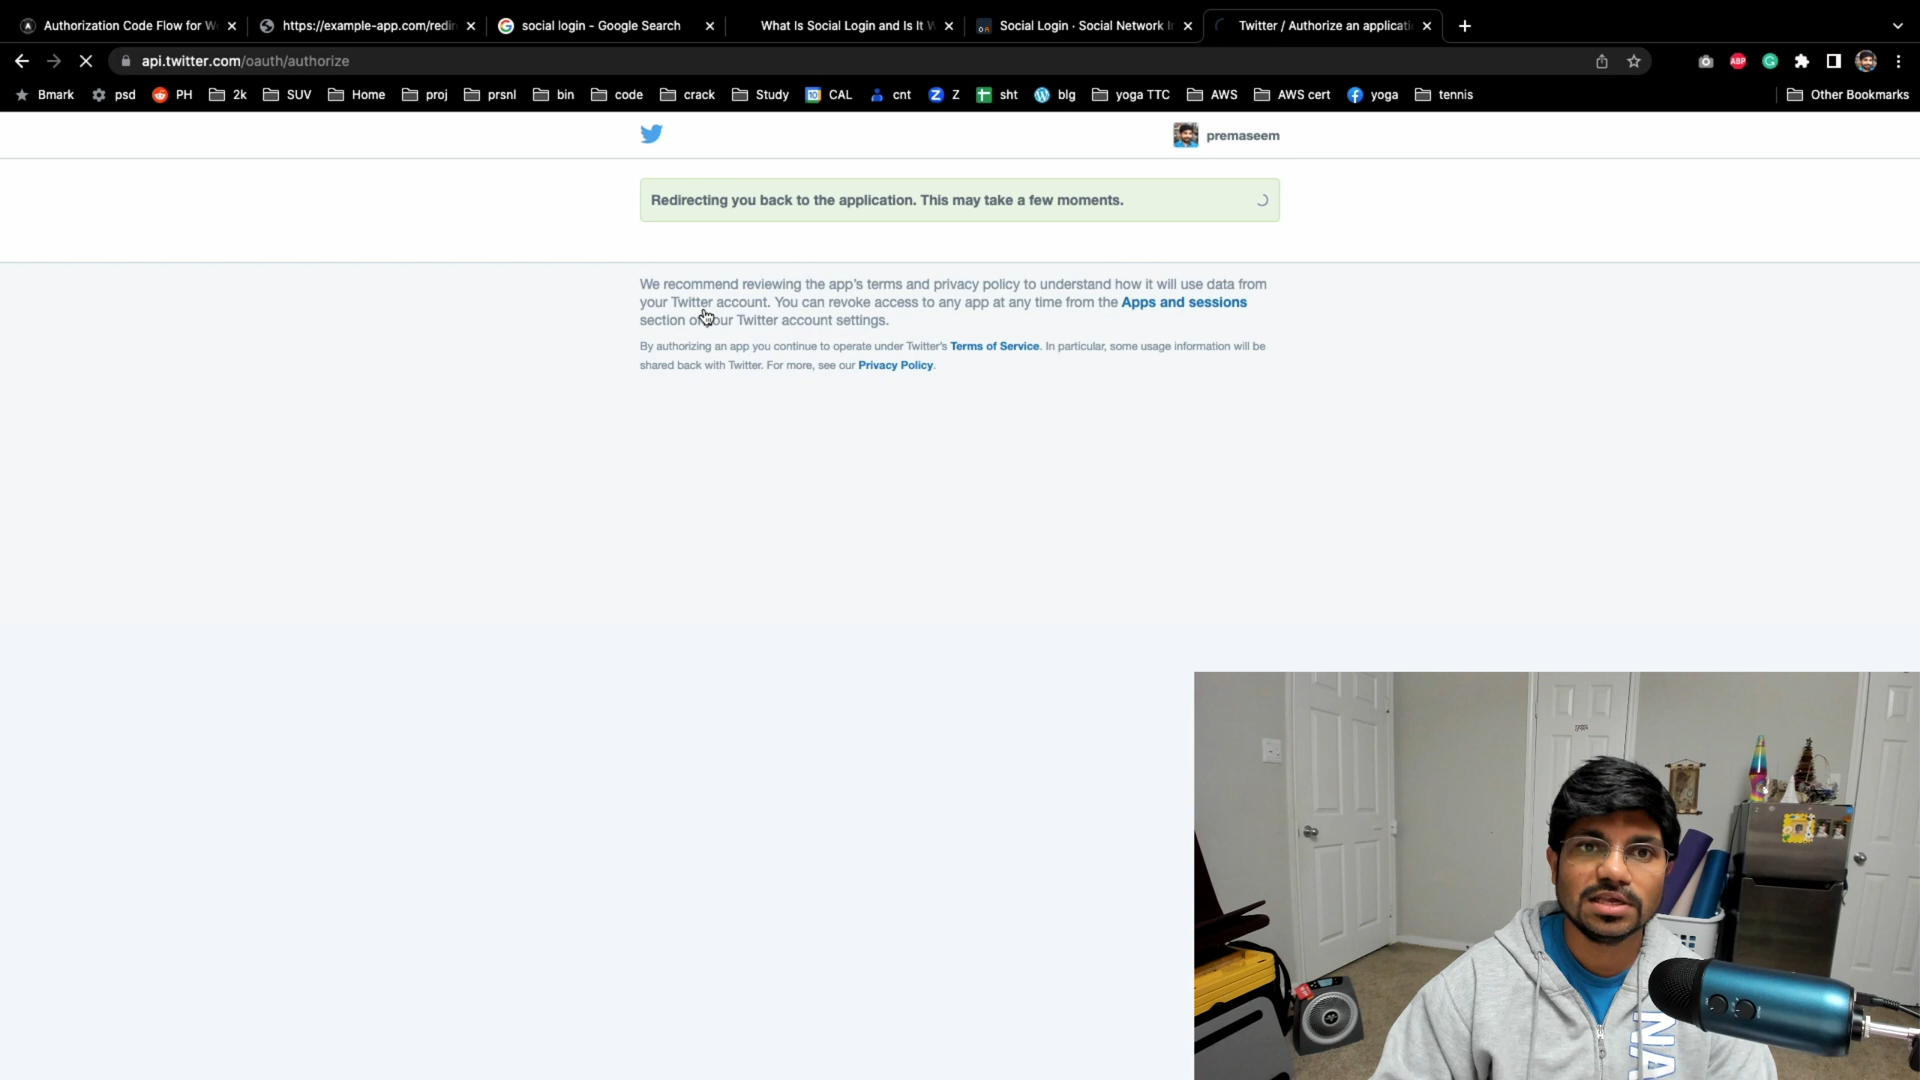 Authorization Code Flow for W
https://example-app.com/redir
social login - Google Search
What Is Social Login and Is It W
Social Login · Social Network I
Twitter / Authorize an applicati
api.twitter.com/oauth/authorize
ABP
Bmark psd PH 2k SUV Home proj prsnl bin code crack Study CAL cnt Z Z sht blg yoga TTC AWS AWS cert yoga tennis Other Bookmarks
premaseem
Redirecting you back to the application. This may take a few moments.
We recommend reviewing the app's terms and privacy policy to understand how it will use data from
your Twitter account. You can revoke access to any app at any time from the Apps and sessions
section of your Twitter account settings.
By authorizing an app you continue to operate under Twitter's Terms of Service. In particular, some usage information will be
shared back with Twitter. For more, see our Privacy Policy.